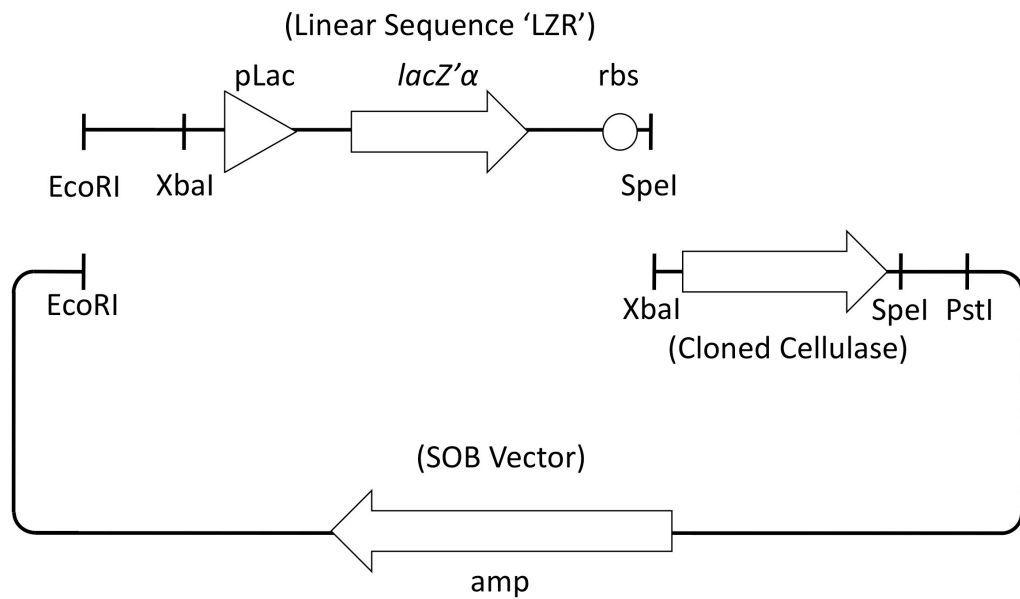 (Linear Sequence ‘LZR’)
pLac lacZ’α rbs
EcoRI XbaI SpeI
EcoRI XbaI SpeI PstI
(Cloned Cellulase)
(SOB Vector)
amp